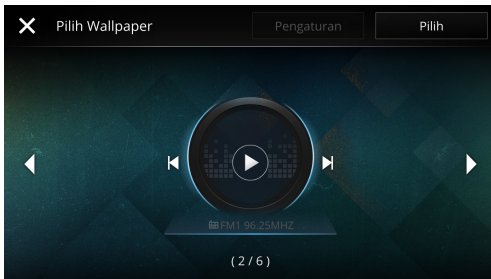 Pilih Wallpaper
Pengaturan
Pilih
FM1 96.25MHZ
(2/6)